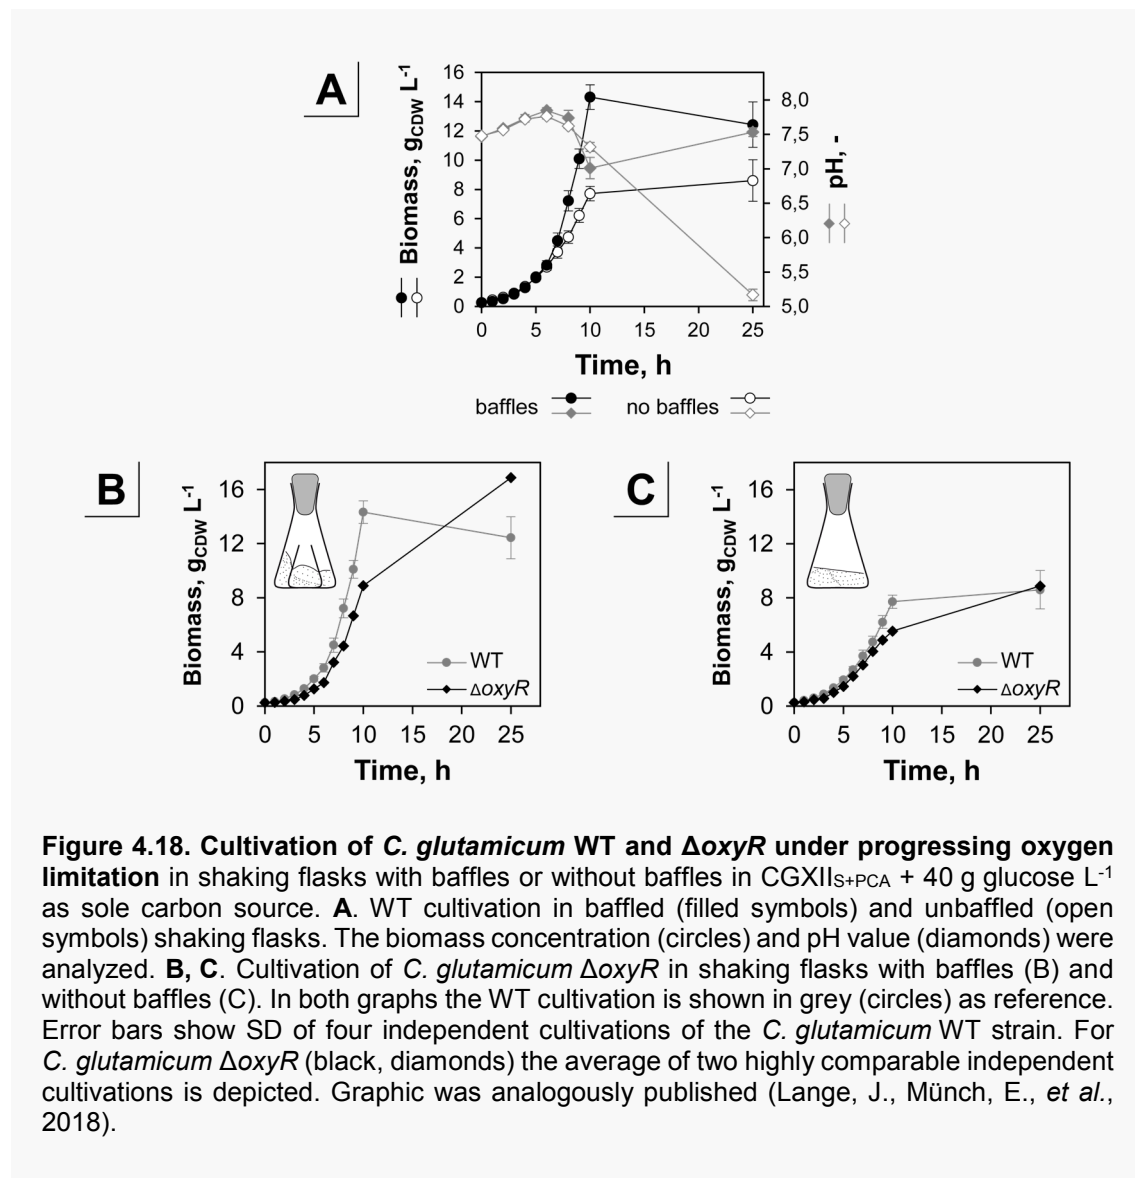 A
Biomass, gCDW L-1
16
14
12
10
8
6
4
2
0
8,0
7,5
7,0
6,5
6,0
5,5
5,0
pH, -
0 5 10 15 20 25
Time, h
baffles no baffles
B
Biomass, gCDW L-1
16
12
8
4
0
WT
ΔoxyR
0 5 10 15 20 25
Time, h
C
Biomass, gCDW L-1
16
12
8
4
0
WT
ΔoxyR
0 5 10 15 20 25
Time, h
Figure 4.18. Cultivation of C. glutamicum WT and ΔoxyR under progressing oxygen
limitation in shaking flasks with baffles or without baffles in CGXIIS+PCA + 40 g glucose L-1
as sole carbon source. A. WT cultivation in baffled (filled symbols) and unbaffled (open
symbols) shaking flasks. The biomass concentration (circles) and pH value (diamonds) were
analyzed. B, C. Cultivation of C. glutamicum ΔoxyR in shaking flasks with baffles (B) and
without baffles (C). In both graphs the WT cultivation is shown in grey (circles) as reference.
Error bars show SD of four independent cultivations of the C. glutamicum WT strain. For
C. glutamicum ΔoxyR (black, diamonds) the average of two highly comparable independent
cultivations is depicted. Graphic was analogously published (Lange, J., Münch, E., et al.,
2018).